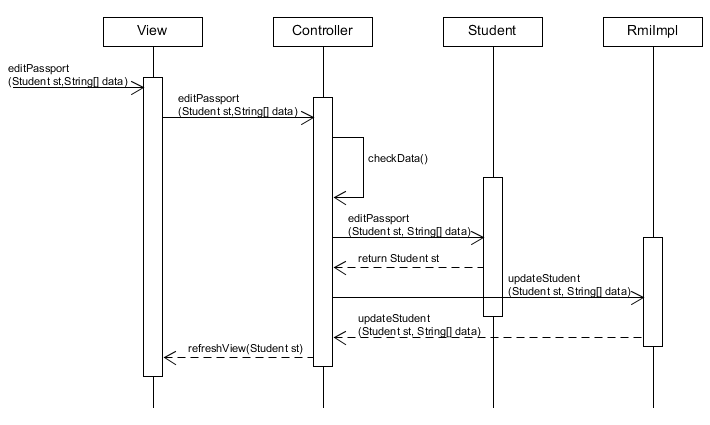 View
Controller
Student
RmiImpl
editPassport
(Student st,String[] data)
editPassport
(Student st,String[] data)
checkData()
editPassport
(Student st, String[] data)
return Student st
updateStudent
(Student st, String[] data)
updateStudent
(Student st, String[] data)
refreshView(Student st)